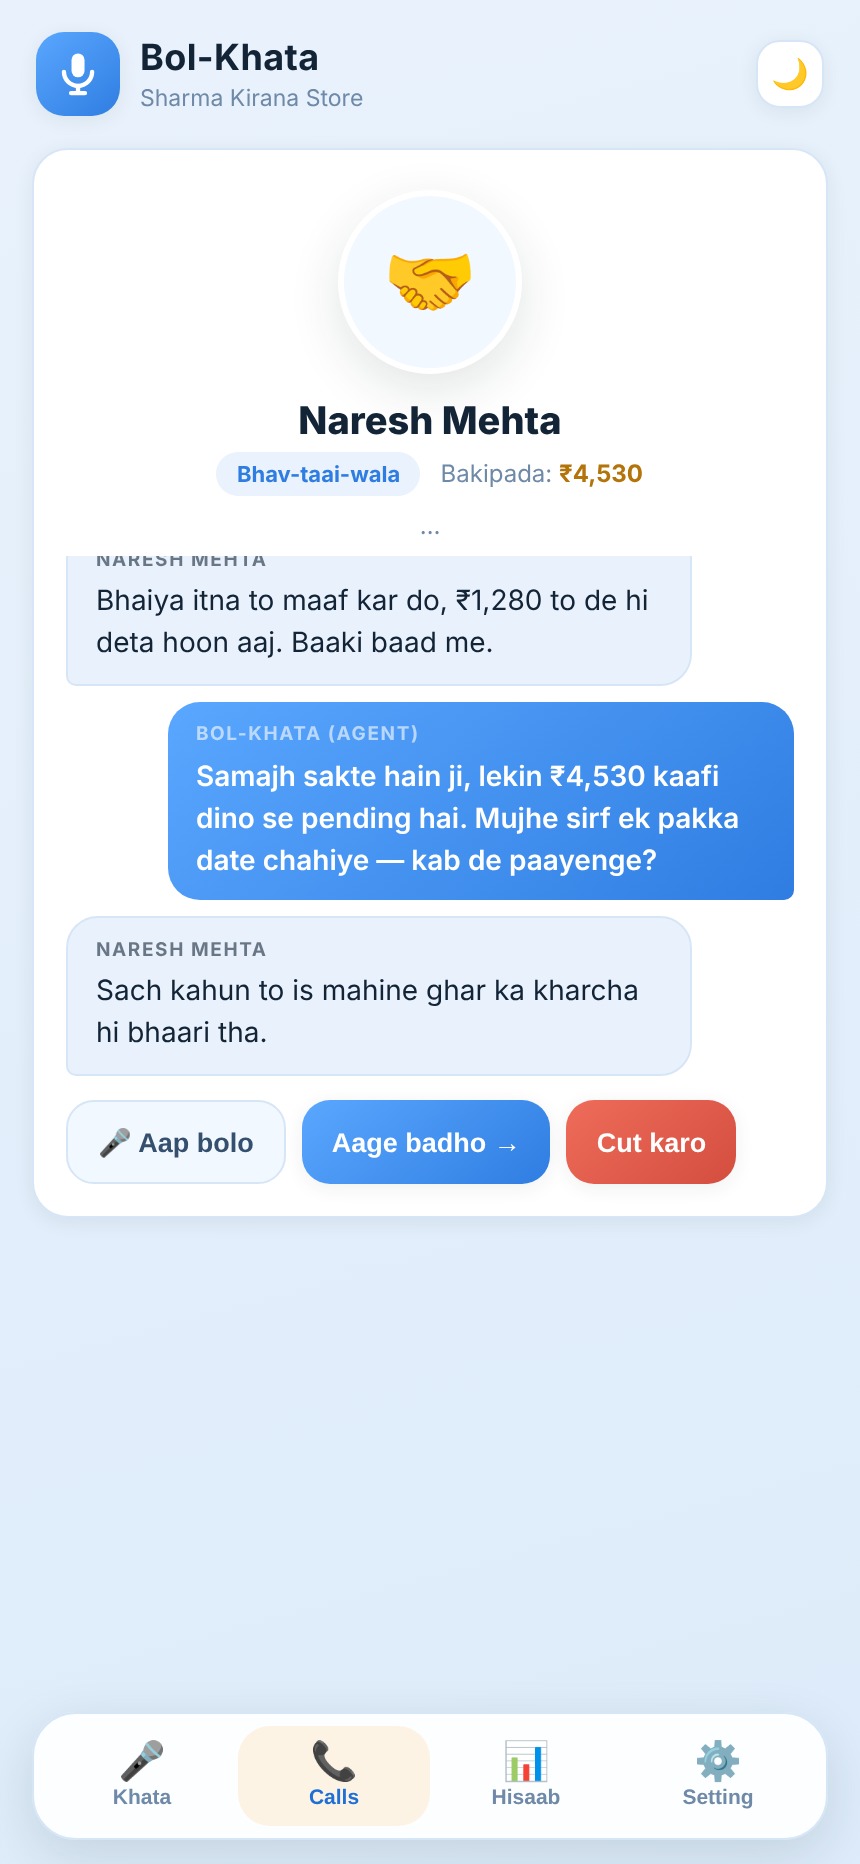 Bol-Khata
Sharma Kirana Store
Naresh Mehta
Bhav-taai-wala
Bakipada: ₹4,530
...
NARESH MEHTA
Bhaiya itna to maaf kar do, ₹1,280 to de hi
deta hoon aaj. Baaki baad me.
BOL-KHATA (AGENT)
Samajh sakte hain ji, lekin ₹4,530 kaafi
dino se pending hai. Mujhe sirf ek pakka
date chahiye — kab de paayenge?
NARESH MEHTA
Sach kahun to is mahine ghar ka kharcha
hi bhaari tha.
🎤 Aap bolo
Aage badho →
Cut karo
Khata
Calls
Hisaab
Setting